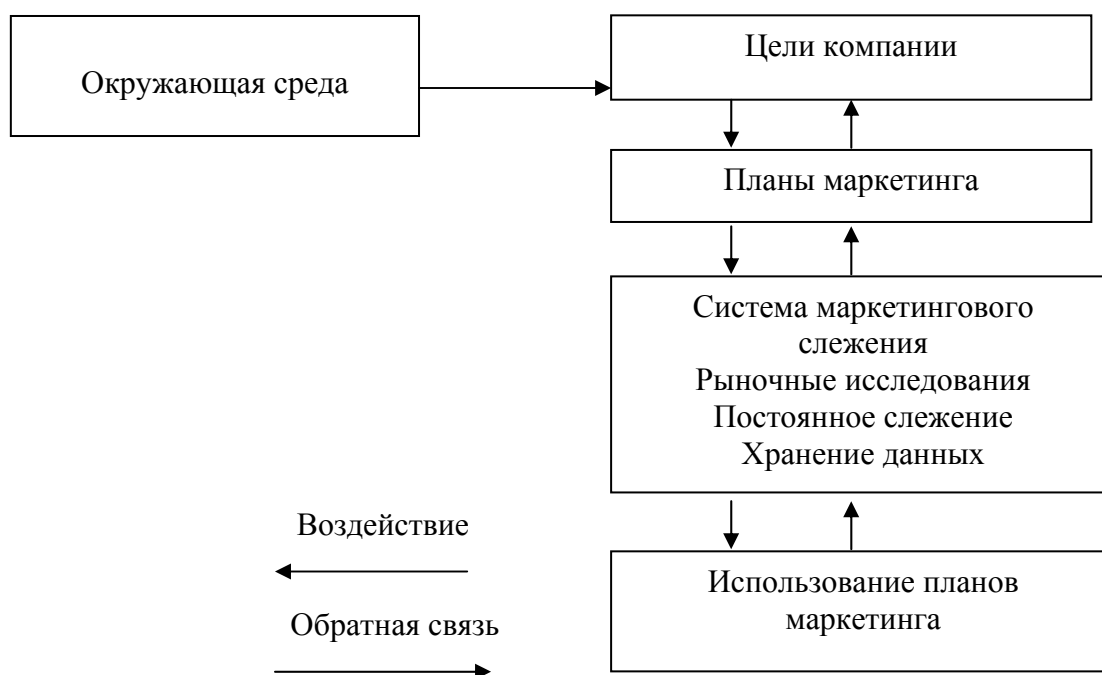 Окружающая среда
Цели компании
Планы маркетинга
Система маркетингового
слежения
Рыночные исследования
Постоянное слежение
Хранение данных
Использование планов
маркетинга
Воздействие
Обратная связь